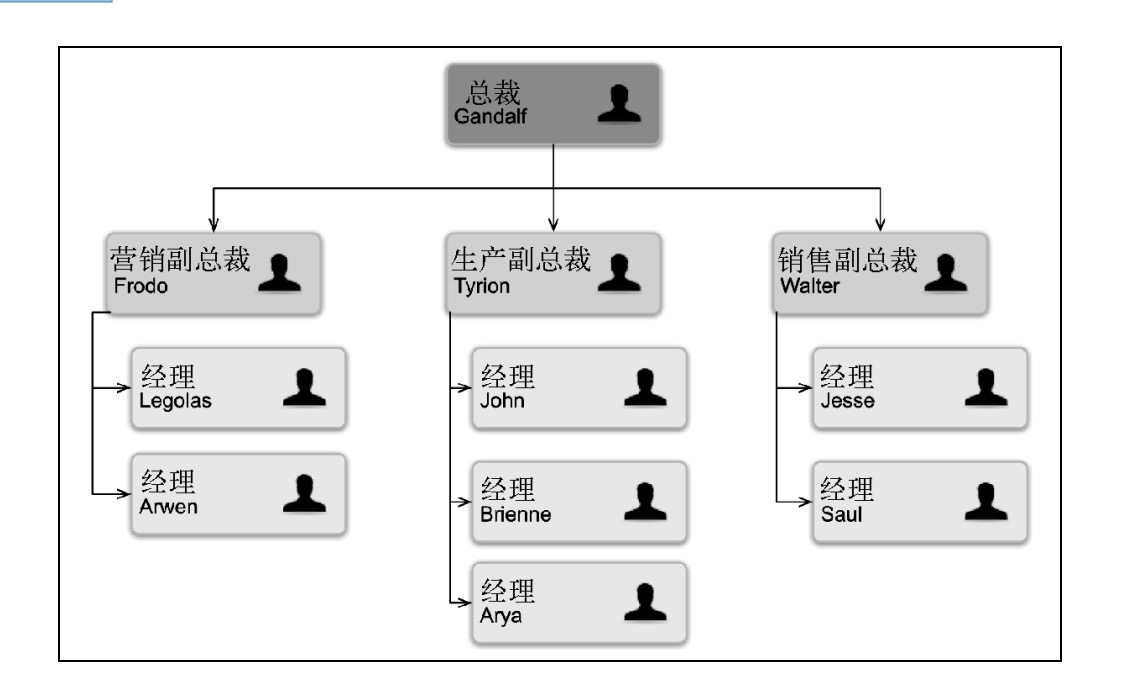 总裁
Gandalf
营销副总裁
Frodo
生产副总裁
Tyrion
销售副总裁
Walter
经理
Legolas
经理
John
经理
Jesse
经理
Arwen
经理
Brienne
经理
Saul
经理
Arya